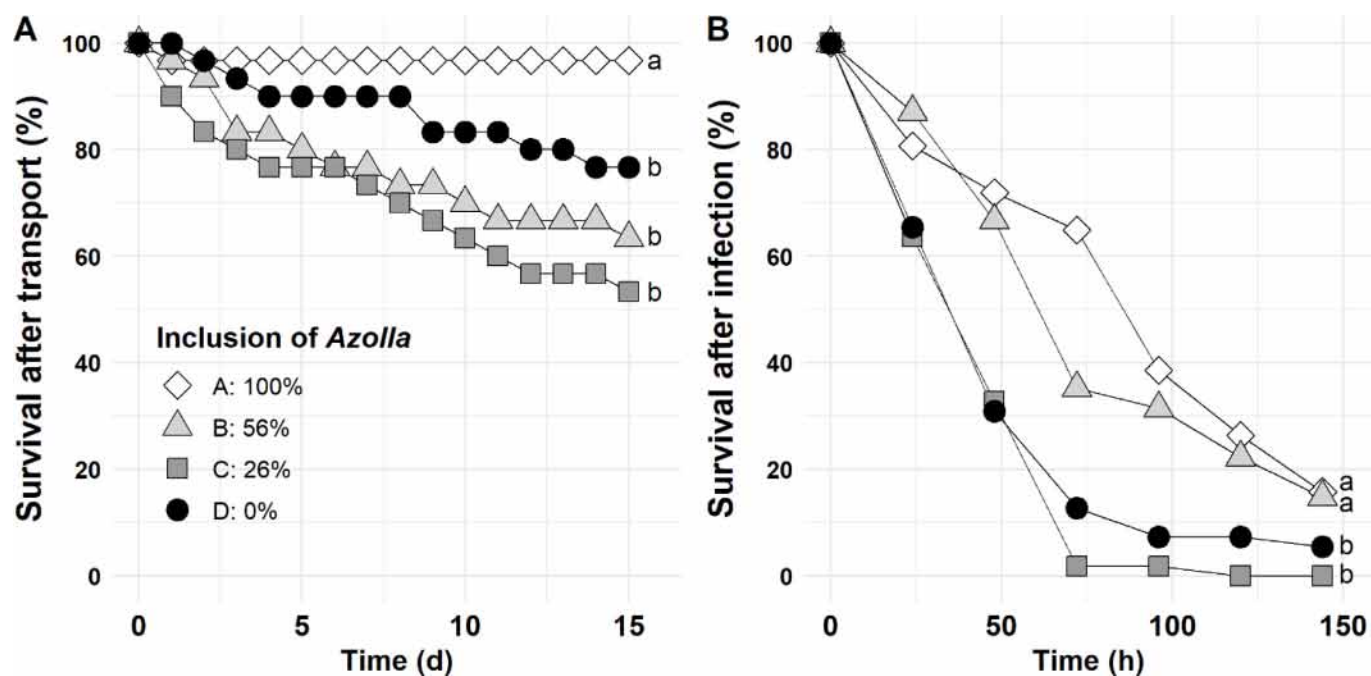 A
Survival after transport (%)
100
80
60
40
20
0
a
b
b
b
Inclusion of Azolla
A: 100%
B: 56%
C: 26%
D: 0%
0 5 10 15
Time (d)
B
Survival after infection (%)
100
80
60
40
20
0
a
a
b
b
0 50 100 150
Time (h)